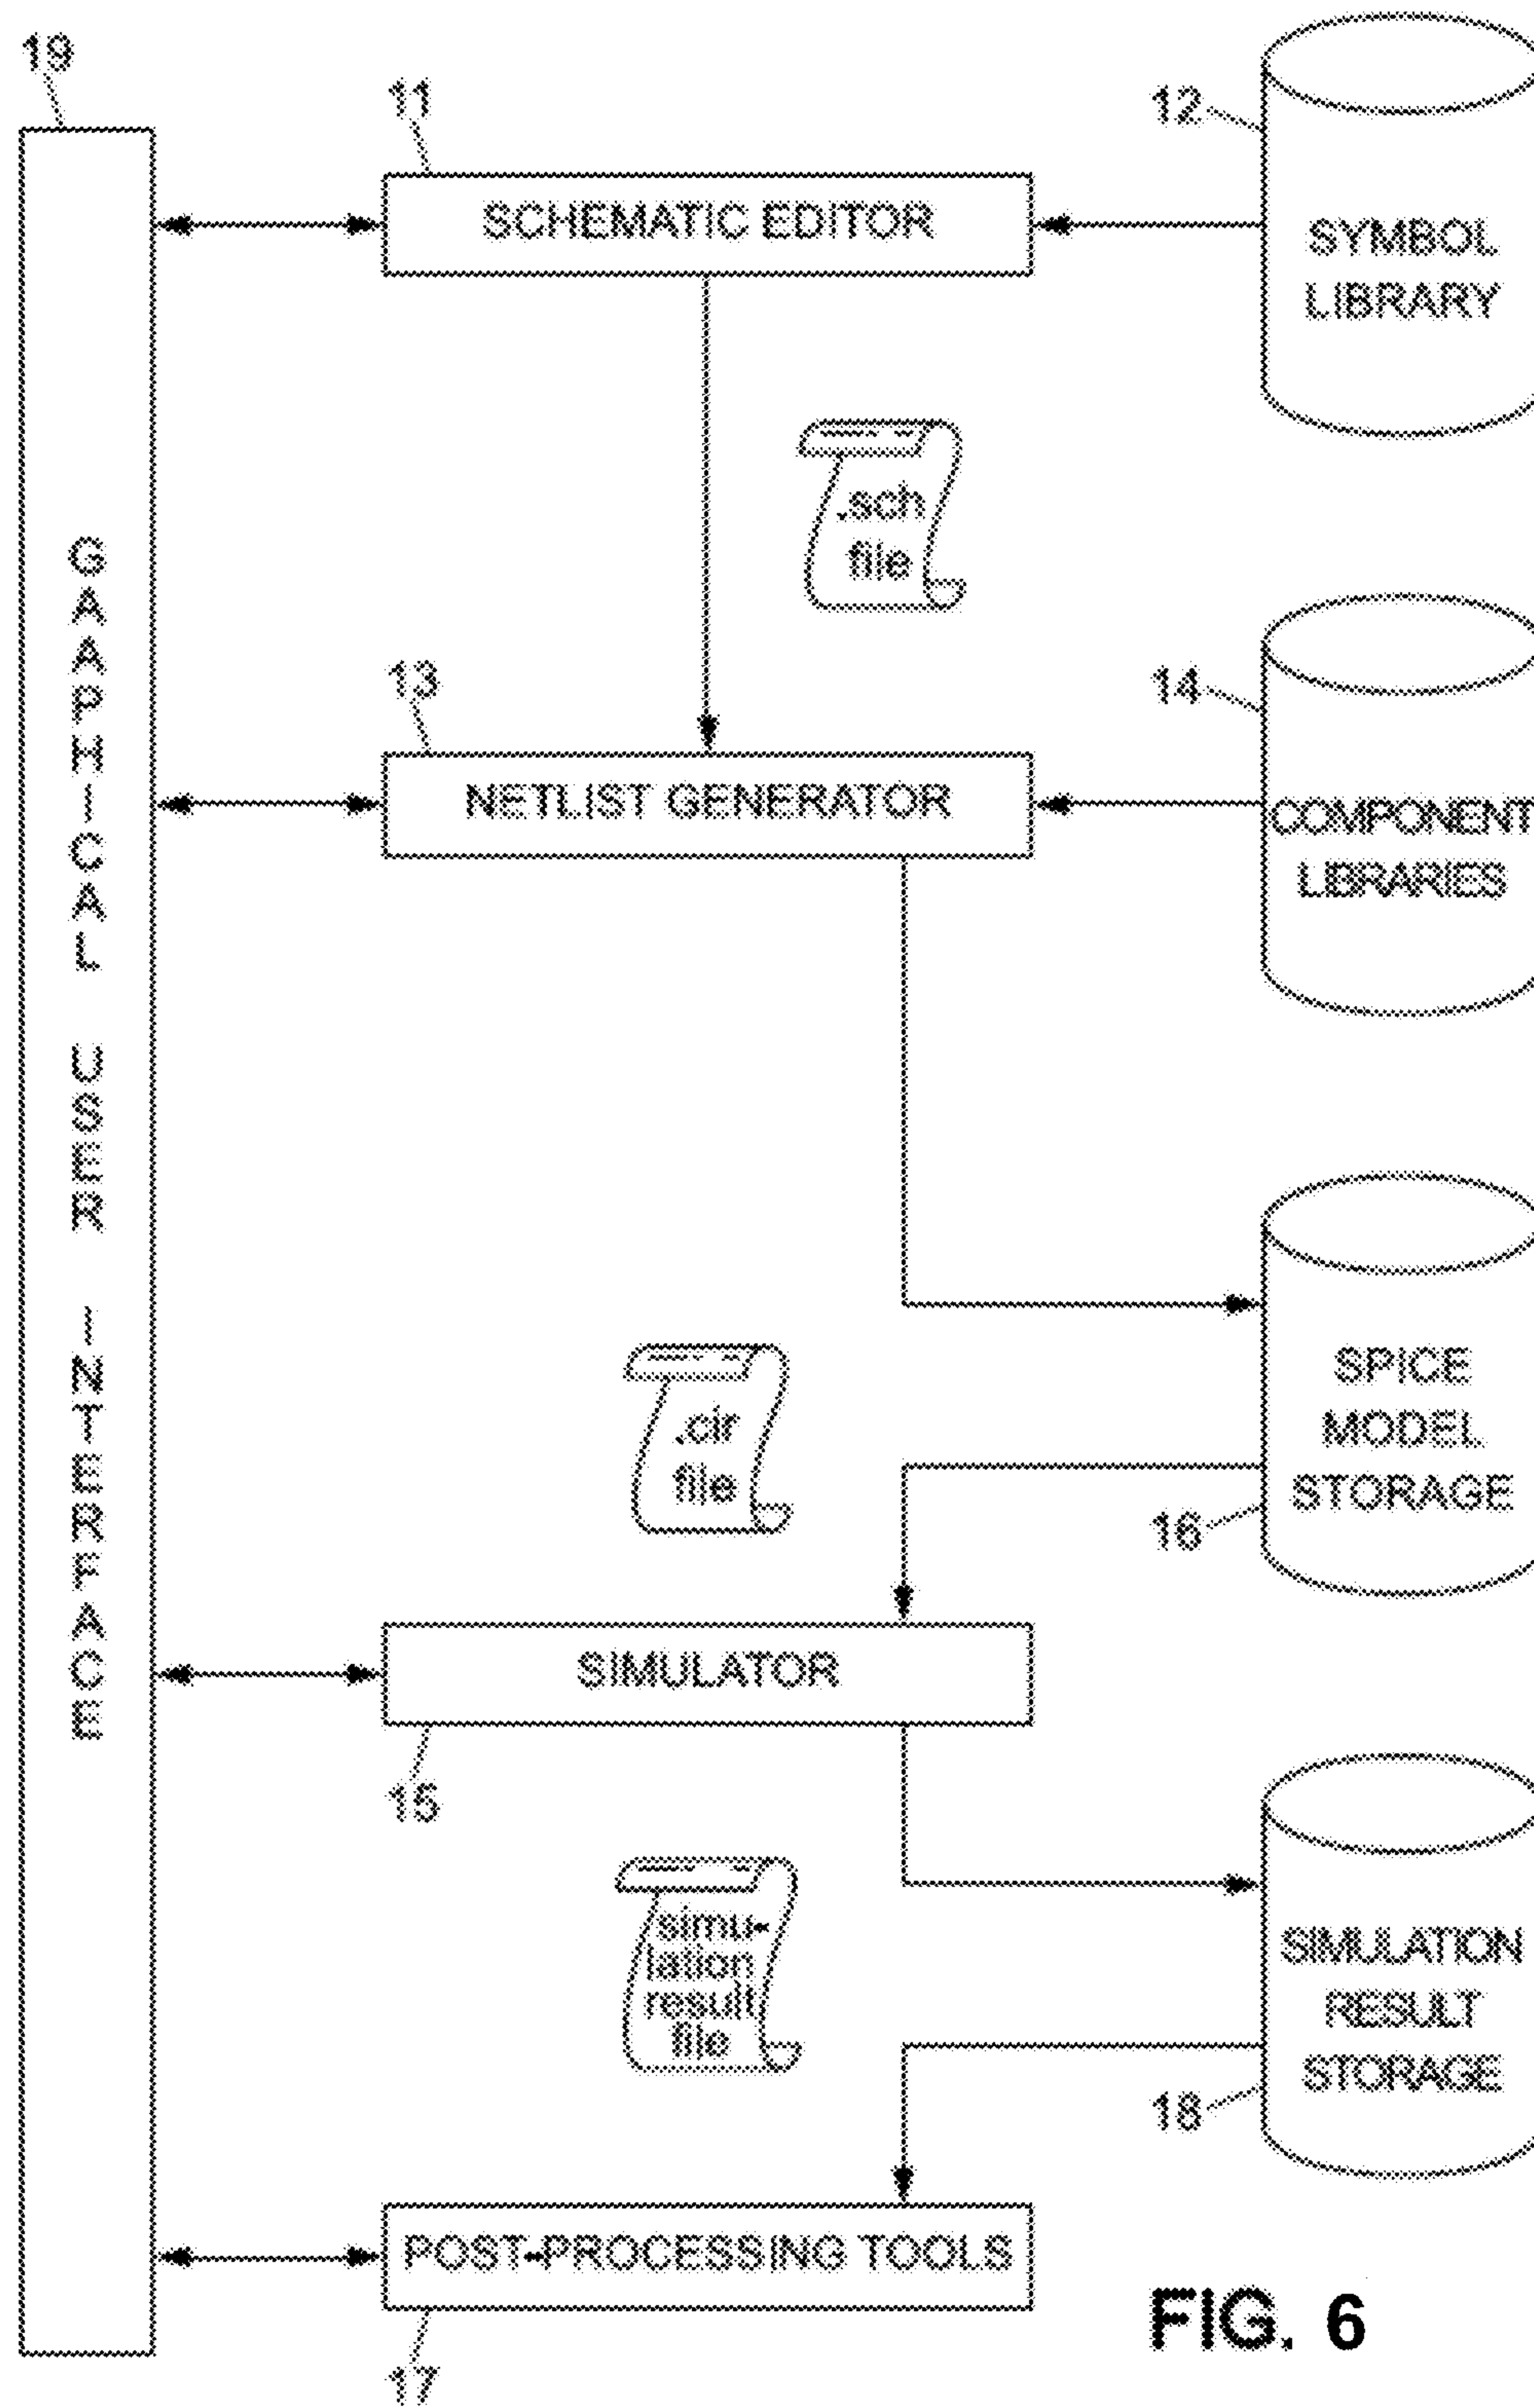 19
11
12
SCHEMATIC EDITOR
SYMBOL
LIBRARY
.sch
file
GAAPHICAL USER INTERFACE
13
14
NETLIST GENERATOR
COMPONENT
LIBRARIES
.cir
file
SPICE
MODEL
STORAGE
16
SIMULATOR
15
simu-
lation
result
file
SIMULATION
RESULT
STORAGE
18
POST-PROCESSING TOOLS
17
FIG. 6